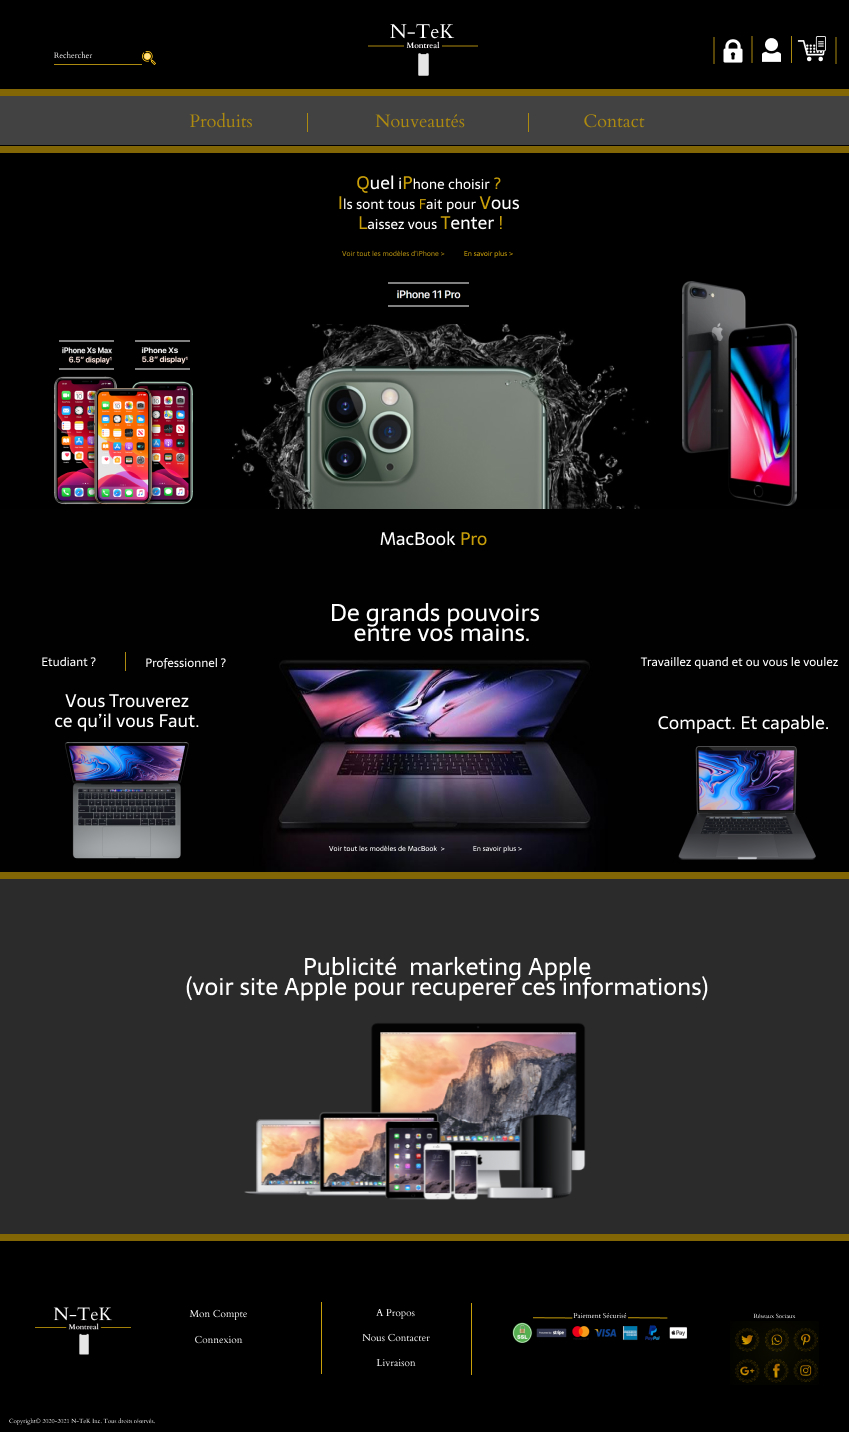 N-TeK
Montreal
Rechercher
Produits
Nouveautés
Contact
Quel iPhone choisir ?
Ils sont tous Fait pour Vous
Laissez vous Tenter !
Voir tout les modèles d'iPhone >
En savoir plus >
iPhone 11 Pro
iPhone Xs Max
6.5" display¹
iPhone Xs
5.8" display¹
MacBook Pro
De grands pouvoirs
entre vos mains.
Etudiant ?
Professionnel ?
Travaillez quand et ou vous le voulez
Vous Trouverez
ce qu'il vous Faut.
Compact. Et capable.
Voir tout les modèles de MacBook >
En savoir plus >
Publicité marketing Apple
(voir site Apple pour recuperer ces informations)
N-TeK
Montreal
Mon Compte
Connexion
A Propos
Nous Contacter
Livraison
Paiement Sécurisé
SSL
stripe
VISA
PayPal
Pay
Réseaux Sociaux
G+
Copyright© 2020-2021 N-TeK Inc. Tous droits réservés.